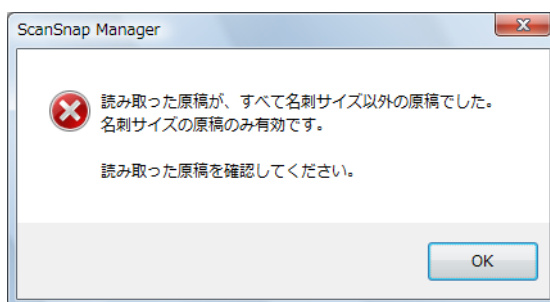 ScanSnap Manager
読み取った原稿が、すべて名刺サイズ以外の原稿でした。
名刺サイズの原稿のみ有効です。
読み取った原稿を確認してください。
OK